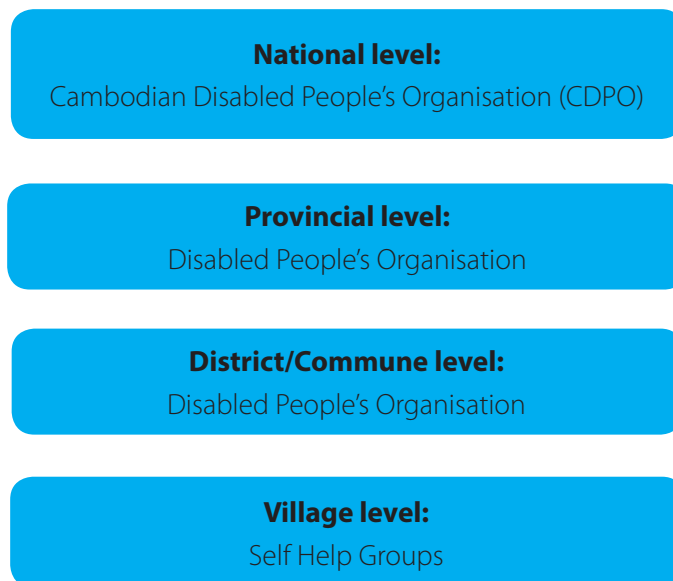 National level:
Cambodian Disabled People’s Organisation (CDPO)
Provincial level:
Disabled People’s Organisation
District/Commune level:
Disabled People’s Organisation
Village level:
Self Help Groups